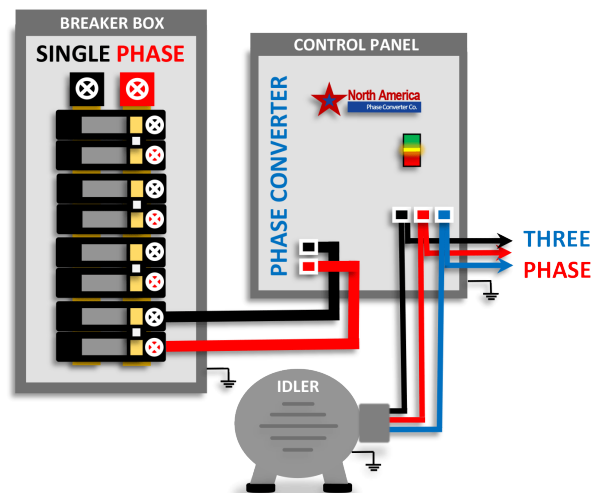 BREAKER BOX
SINGLE PHASE
CONTROL PANEL
PHASE CONVERTER
North America
Phase Converter Co.
THREE
PHASE
IDLER